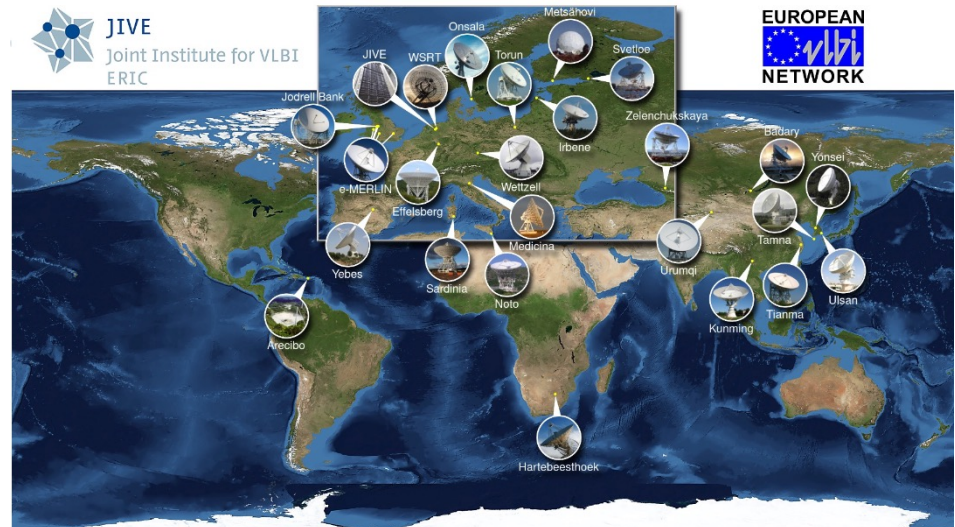 JIVE
Joint Institute for VLBI
ERIC
EUROPEAN
vlbi
NETWORK
Metsähovi
Onsala
JIVE
WSRT
Torun
Svetloe
Jodrell Bank
Zelenchukskaya
Irbene
Badary
Yonsei
e-MERLIN
Wettzell
Effelsberg
Tamna
Medicina
Urumqi
Yebes
Sardinia
Noto
Ulsan
Kunming
Tianma
Arecibo
Hartebeesthoek